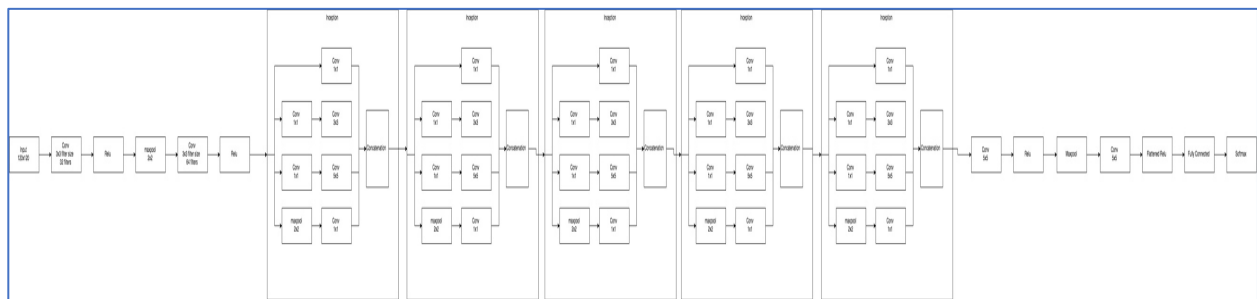 Inception
Inception
Inception
Inception
Inception
Input
120x120
Conv
3x3 filter size
32 filters
Relu
maxpool
2x2
Conv
3x3 filter size
64 filters
Relu
Conv
1x1
Conv
1x1
Conv
3x3
Conv
1x1
Conv
5x5
maxpool
2x2
Conv
1x1
Concatenation
Conv
1x1
Conv
1x1
Conv
3x3
Conv
1x1
Conv
5x5
maxpool
2x2
Conv
1x1
Concatenation
Conv
1x1
Conv
1x1
Conv
3x3
Conv
1x1
Conv
5x5
maxpool
2x2
Conv
1x1
Concatenation
Conv
1x1
Conv
1x1
Conv
3x3
Conv
1x1
Conv
5x5
maxpool
2x2
Conv
1x1
Concatenation
Conv
1x1
Conv
1x1
Conv
3x3
Conv
1x1
Conv
5x5
maxpool
2x2
Conv
1x1
Concatenation
Conv
5x5
Relu
Maxpool
Conv
5x5
Flattened Relu
Fully Connected
Softmax